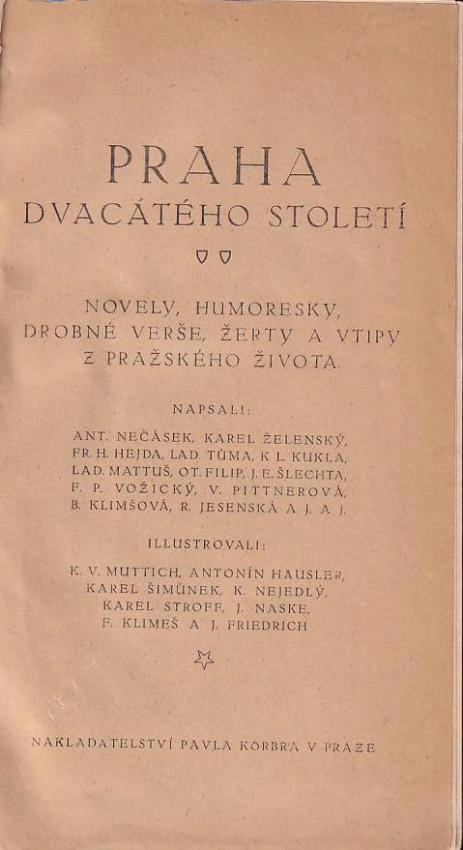 PRAHA
DVACÁTÉHO STOLETÍ
NOVELY, HUMORESKY,
DROBNÉ VERŠE, ŽERTY A VTIPY
Z PRAŽSKÉHO ŽIVOTA.
NAPSALI:
ANT. NEČÁSEK, KAREL ŽELENSKÝ,
FR. H. HEJDA, LAD. TŮMA, K L. KUKLA,
LAD. MATTUŠ, OT. FILIP, J. E. ŠLECHTA,
F. P. VOŽICKÝ, V. PITTNEROVÁ,
B. KLIMŠOVÁ, R. JESENSKÁ A J. A J.
ILLUSTROVALI:
K. V. MUTTICH, ANTONÍN HÄUSLER,
KAREL ŠIMŮNEK, K. NEJEDLÝ,
KAREL STROFF, J. NASKE,
F. KLIMEŠ A J. FRIEDRICH
NAKLADATELSTVÍ PAVLA KÖRBRA V PRAZE